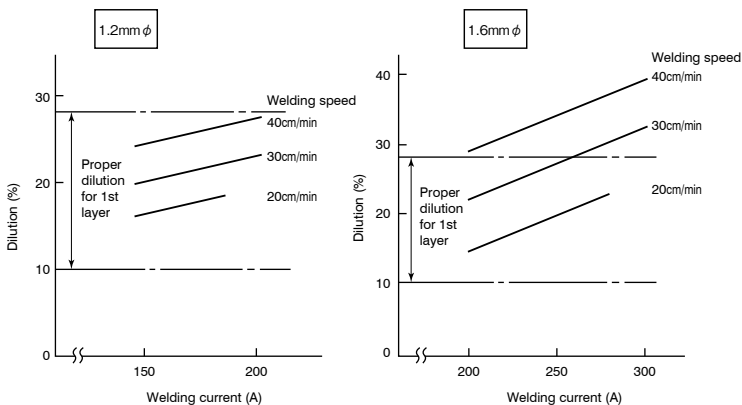 1.2mmφ
30
20
10
0
Dilution (%)
Proper
dilution
for 1st
layer
Welding speed
40cm/min
30cm/min
20cm/min
150
200
Welding current (A)
1.6mmφ
40
30
20
10
0
Dilution (%)
Proper
dilution
for 1st
layer
Welding speed
40cm/min
30cm/min
20cm/min
200
250
300
Welding current (A)